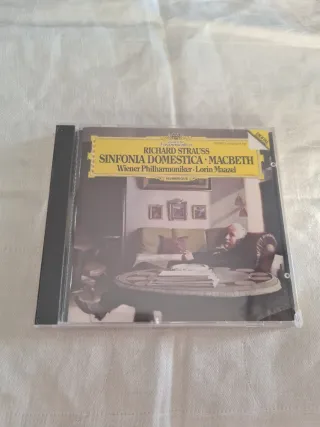 RICHARD STRAUSS
SINFONIA DOMESTICA · MACBETH
Wiener Philharmoniker · Lorin Maazel